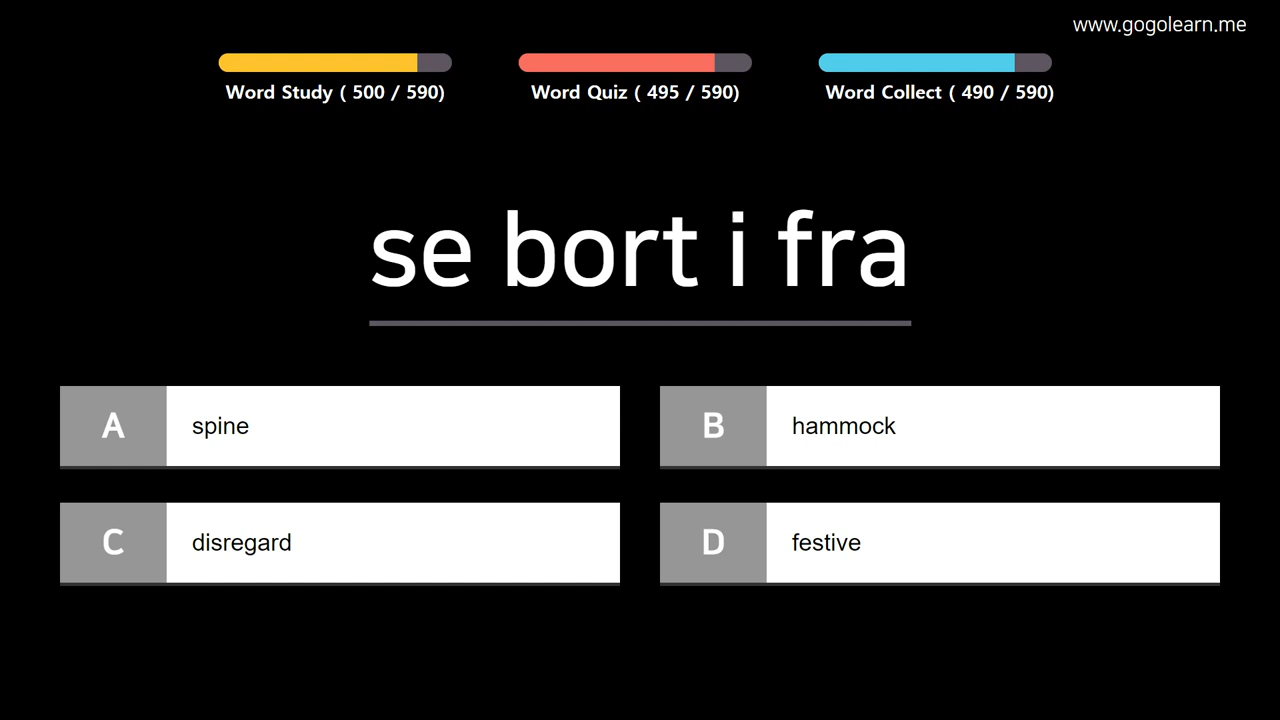 www.gogolearn.me
Word Study ( 500 / 590)
Word Quiz ( 495 / 590)
Word Collect ( 490 / 590)
se bort i fra
A spine
B hammock
C disregard
D festive